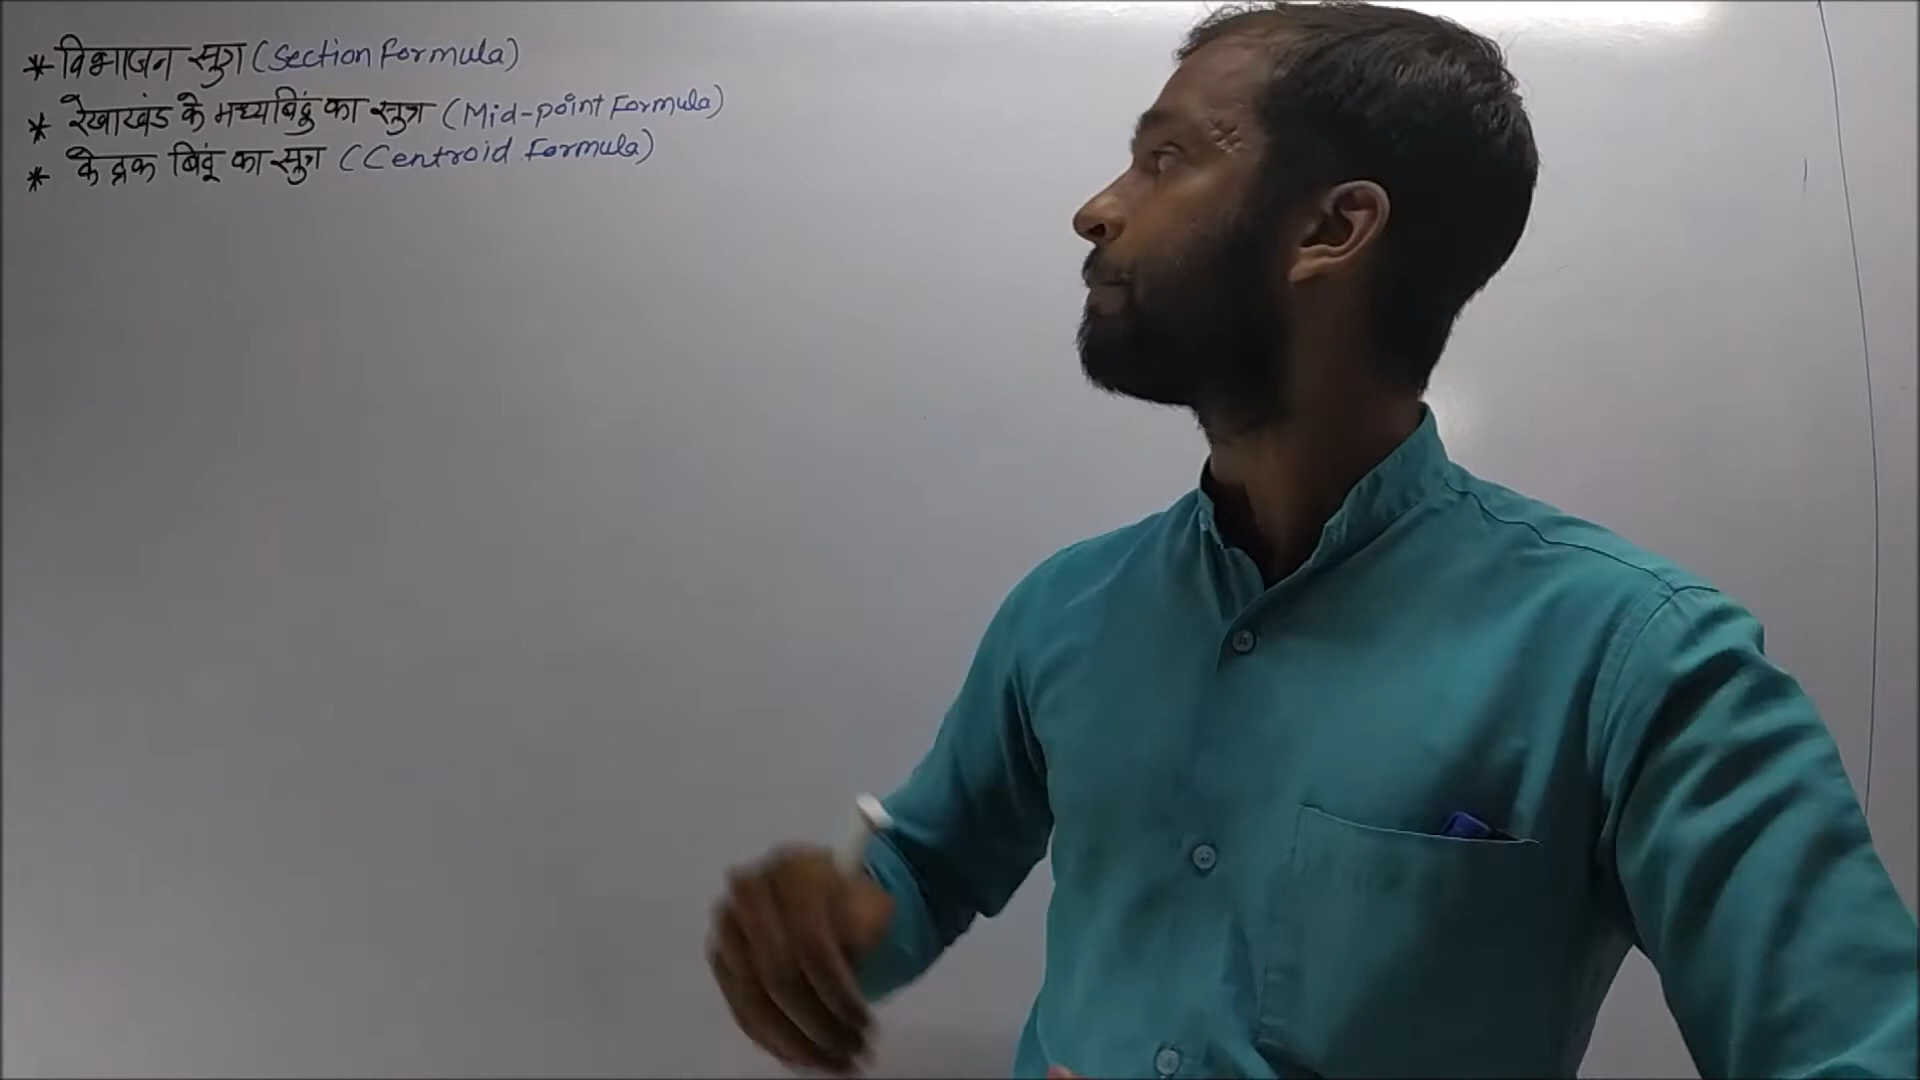 * विभाजन सुत्र (Section Formula)
* रेखाखंड के मध्यबिंदु का सुत्र (Mid-point Formula)
* केद्रक बिंदू का सुत्र (Centroid Formula)